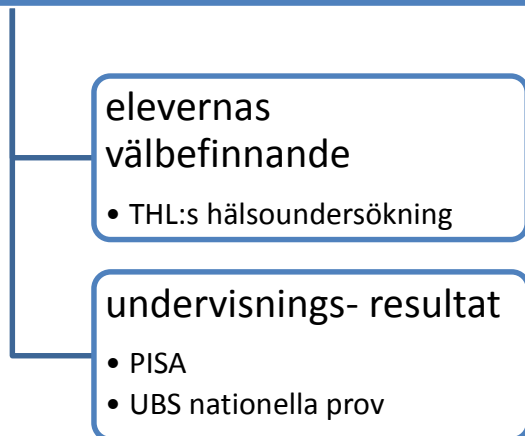 elevernas
välbefinnande
• THL:s hälsoundersökning
undervisnings- resultat
• PISA
• UBS nationella prov